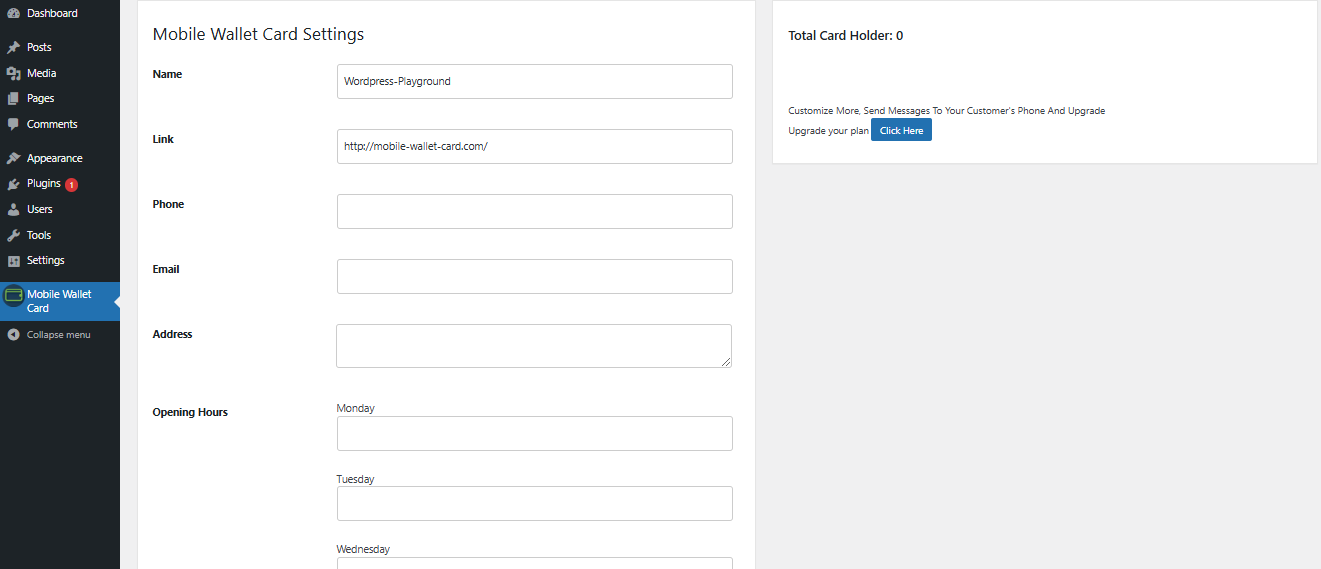 Dashboard
Posts
Media
Pages
Comments
Appearance
Plugins 1
Users
Tools
Settings
Mobile Wallet
Card
Collapse menu
Mobile Wallet Card Settings
Name
Wordpress-Playground
Link
http://mobile-wallet-card.com/
Phone
Email
Address
Opening Hours
Monday
Tuesday
Wednesday
Total Card Holder: 0
Customize More, Send Messages To Your Customer's Phone And Upgrade
Upgrade your plan Click Here